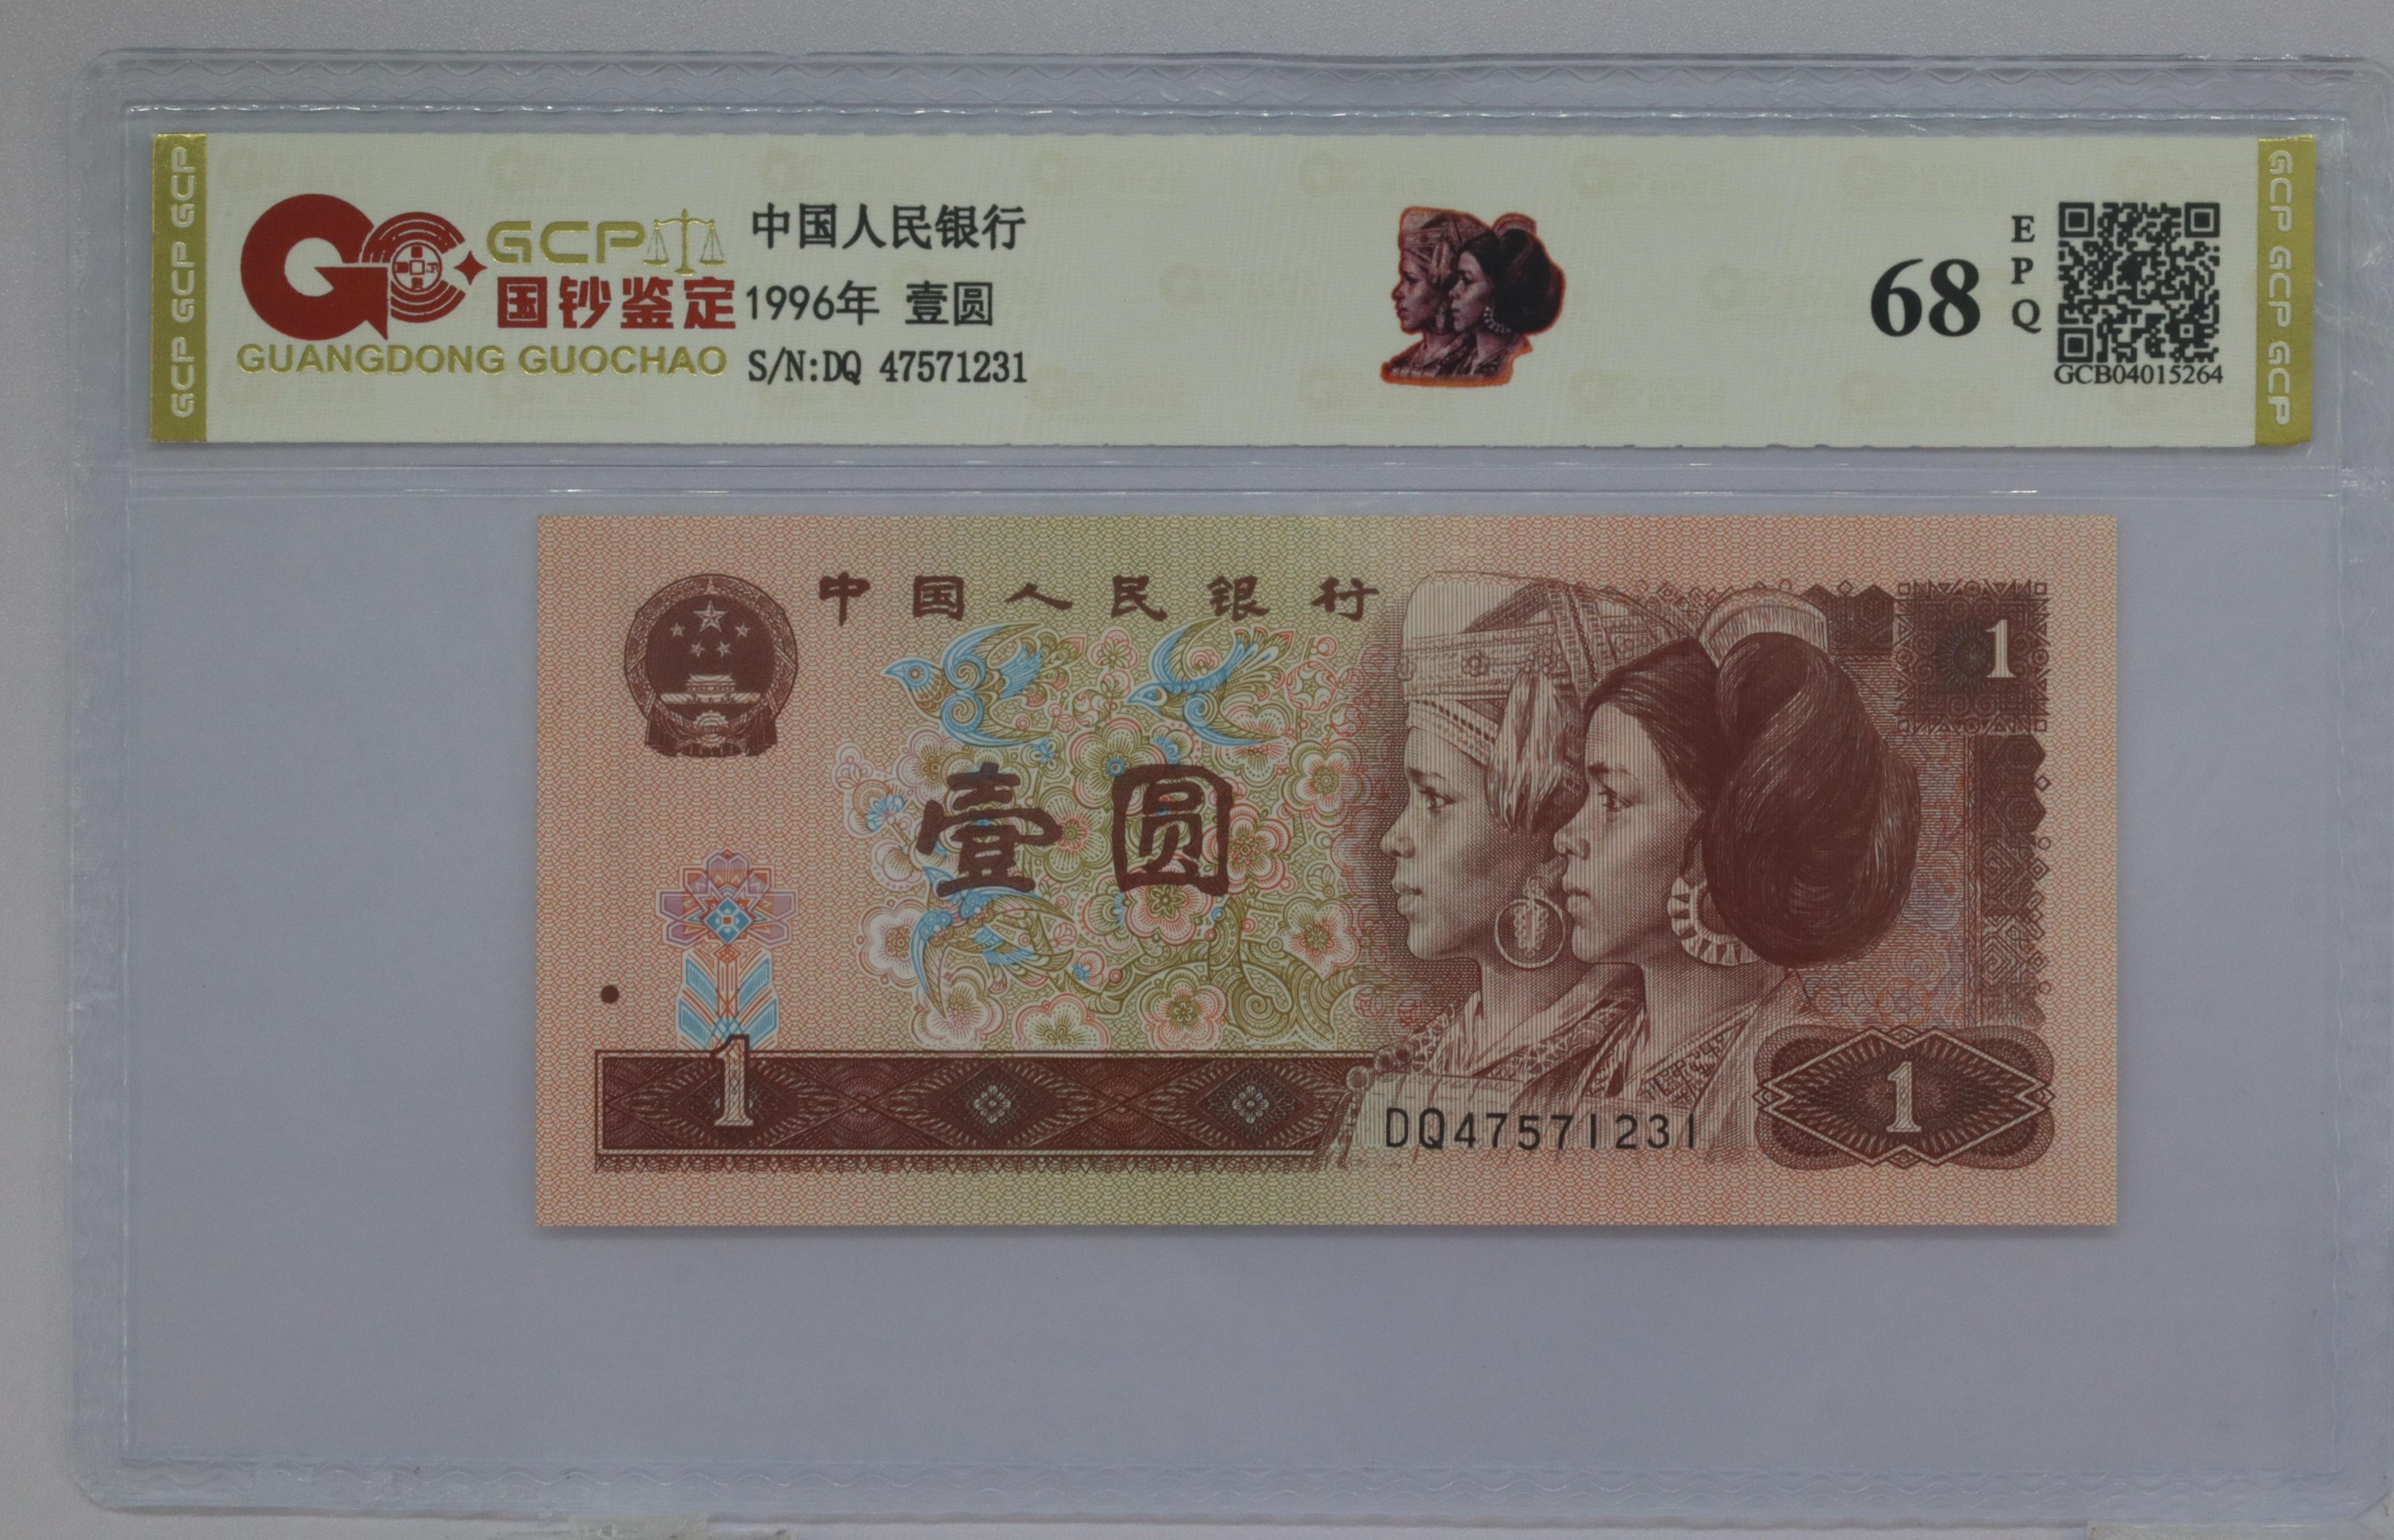 GCP GCP GCP
GCP
国钞鉴定
GUANGDONG GUOCHAO
中国人民银行
1996年 壹圆
S/N:DQ 47571231
68
E
P
Q
GCB04015264
GCP GCP GCP
中国人民银行
1
壹圆
1
DQ47571231
1